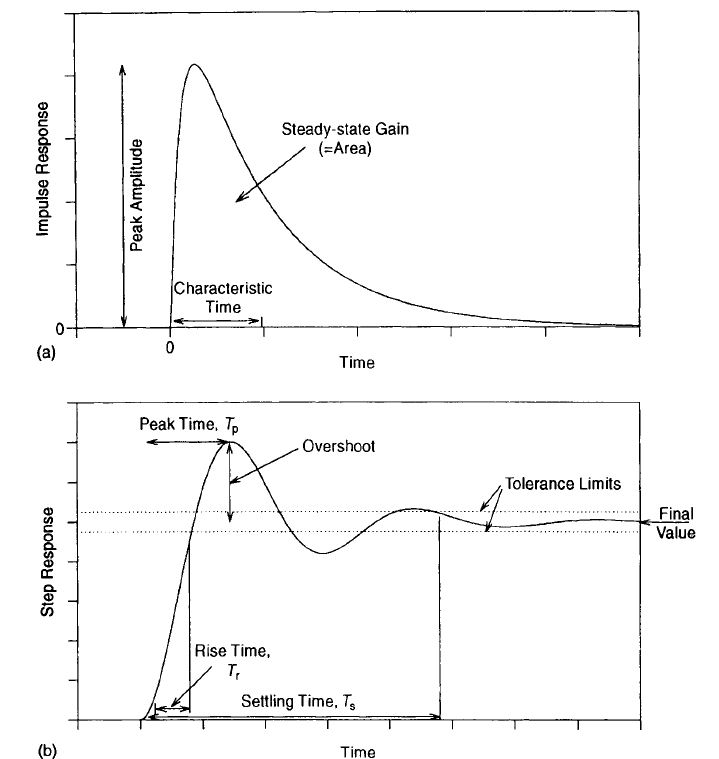 Impulse Response
Peak Amplitude
Steady-state Gain
(=Area)
Characteristic
Time
0
0
(a)
Time
Peak Time, Tp
Overshoot
Tolerance Limits
Final
Value
Step Response
Rise Time,
Tr
Settling Time, Ts
(b)
Time